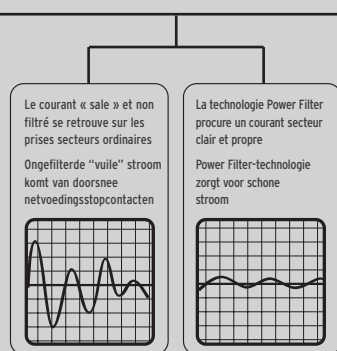 Le courant « sale » et non
filtré se retrouve sur les
prises secteurs ordinaires
Ongefilterde “vuile” stroom
komt van doorsnee
netvoedingsstopcontacten
La technologie Power Filter
procure un courant secteur
clair et propre
Power Filter-technologie
zorgt voor schone
stroom